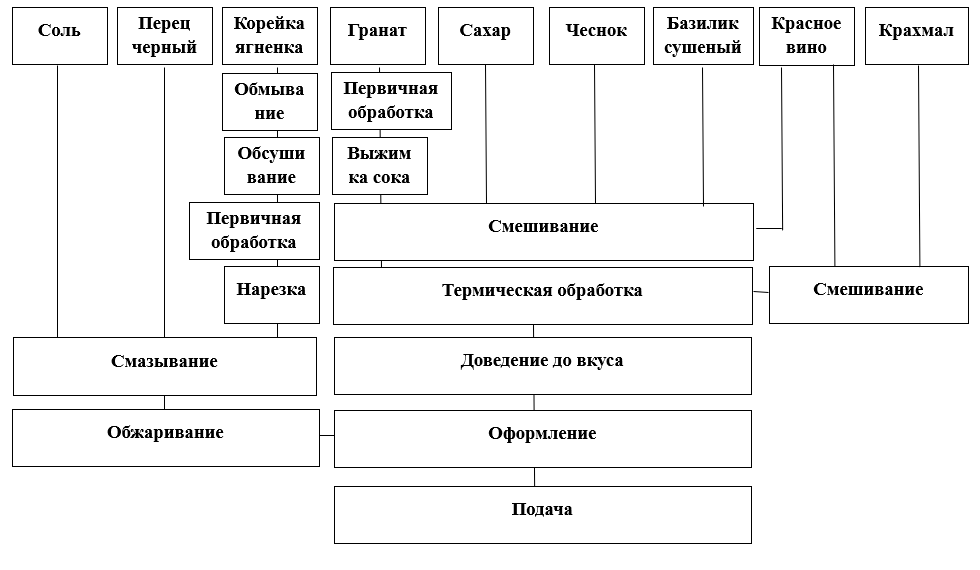 Соль
Перец
черный
Корейка
ягненка
Гранат
Сахар
Чеснок
Базилик
сушеный
Красное
вино
Крахмал
Обмыва
ние
Первичная
обработка
Обсуши
вание
Выжим
ка сока
Первичная
обработка
Смешивание
Нарезка
Термическая обработка
Смешивание
Смазывание
Доведение до вкуса
Обжаривание
Оформление
Подача